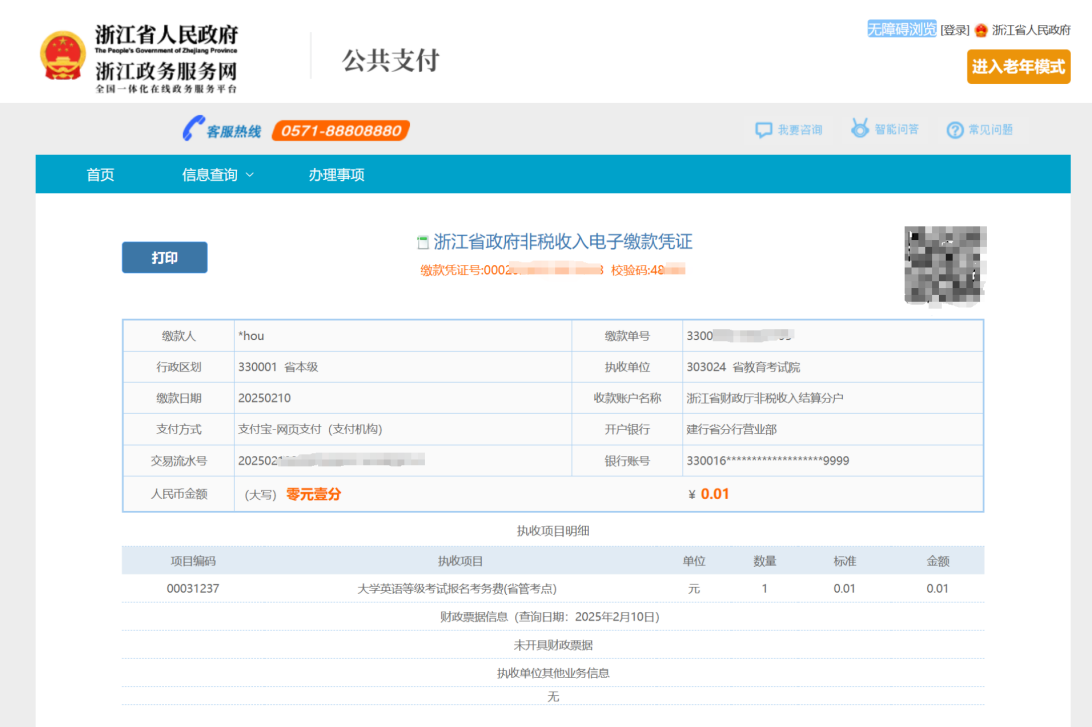 浙江省人民政府
The People's Government of Zhejiang Province
浙江政务服务网
全国一体化在线政务服务平台
公共支付
无障碍浏览 [登录] 浙江省人民政府
进入老年模式
客服热线 0571-88808880
我要咨询 智能问答 常见问题
首页 信息查询 办理事项
打印
浙江省政府非税收入电子缴款凭证
缴款凭证号:0002 校验码:48
缴款人 *hou 缴款单号 3300
行政区划 330001 省本级 执收单位 303024 省教育考试院
缴款日期 20250210 收款账户名称 浙江省财政厅非税收入结算分户
支付方式 支付宝-网页支付（支付机构) 开户银行 建行省分行营业部
交易流水号 202502 银行账号 330016*******************9999
人民币金额 (大写) 零元壹分 ¥ 0.01
执收项目明细
项目编码 执收项目 单位 数量 标准 金额
00031237 大学英语等级考试报名考务费(省管考点) 元 1 0.01 0.01
财政票据信息（查询日期：2025年2月10日）
未开具财政票据
执收单位其他业务信息
无